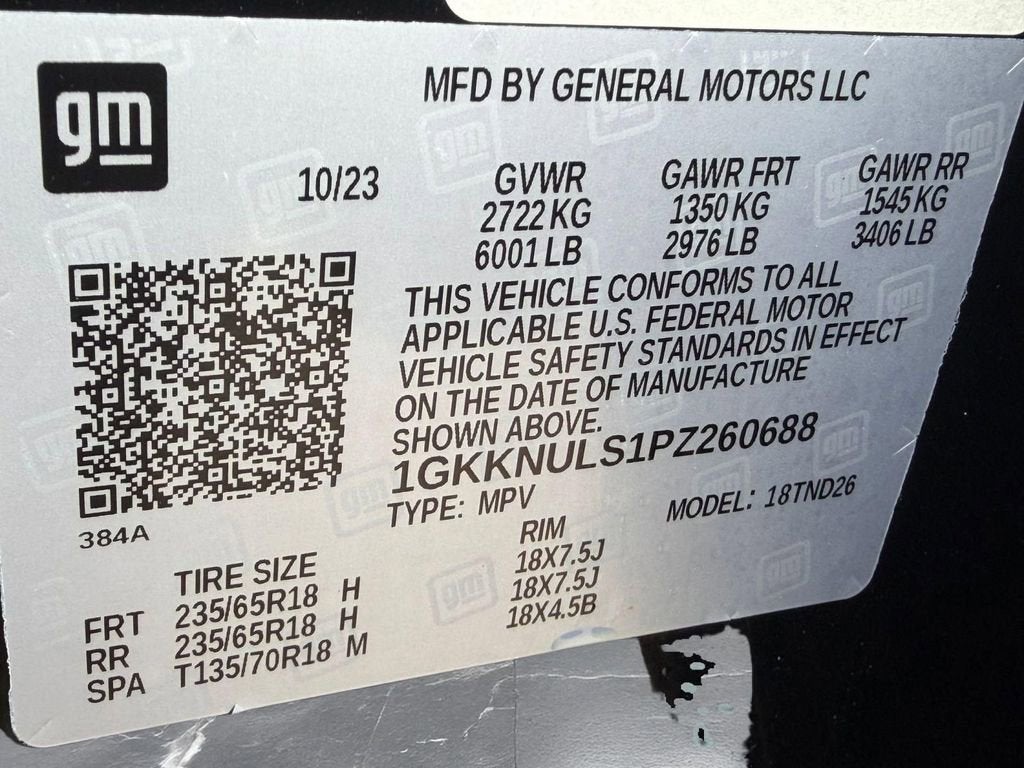 gm
MFD BY GENERAL MOTORS LLC
10/23 GVWR GAWR FRT GAWR RR
2722 KG 1350 KG 1545 KG
6001 LB 2976 LB 3406 LB
THIS VEHICLE CONFORMS TO ALL
APPLICABLE U.S. FEDERAL MOTOR
VEHICLE SAFETY STANDARDS IN EFFECT
ON THE DATE OF MANUFACTURE
SHOWN ABOVE.
1GKKNULS1PZ260688
TYPE: MPV MODEL: 18TND26
384A
TIRE SIZE RIM
FRT 235/65R18 H 18X7.5J
RR 235/65R18 H 18X7.5J
SPA T135/70R18 M 18X4.5B